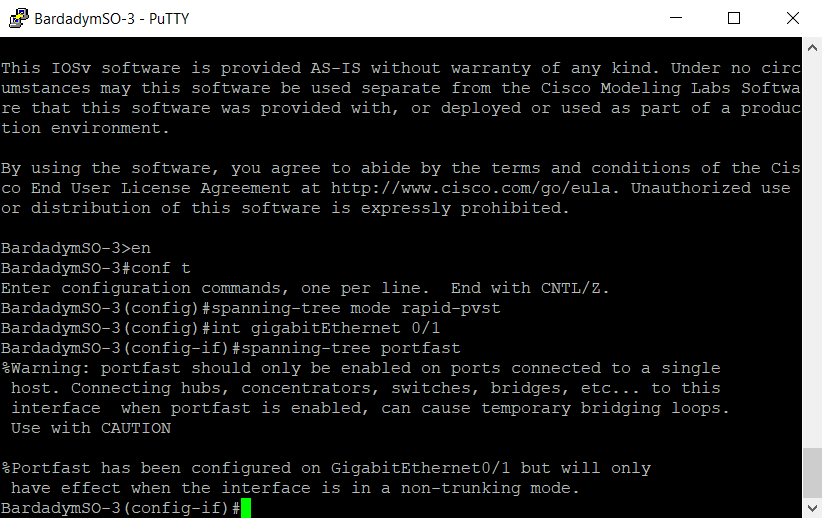 BardadymSO-3 - PuTTY
This IOSv software is provided AS-IS without warranty of any kind. Under no circ
umstances may this software be used separate from the Cisco Modeling Labs Softwa
re that this software was provided with, or deployed or used as part of a produc
tion environment.
By using the software, you agree to abide by the terms and conditions of the Cis
co End User License Agreement at http://www.cisco.com/go/eula. Unauthorized use
or distribution of this software is expressly prohibited.
BardadymSO-3>en
BardadymSO-3#conf t
Enter configuration commands, one per line.  End with CNTL/Z.
BardadymSO-3(config)#spanning-tree mode rapid-pvst
BardadymSO-3(config)#int gigabitEthernet 0/1
BardadymSO-3(config-if)#spanning-tree portfast
%Warning: portfast should only be enabled on ports connected to a single
 host. Connecting hubs, concentrators, switches, bridges, etc... to this
 interface  when portfast is enabled, can cause temporary bridging loops.
 Use with CAUTION
%Portfast has been configured on GigabitEthernet0/1 but will only
 have effect when the interface is in a non-trunking mode.
BardadymSO-3(config-if)#